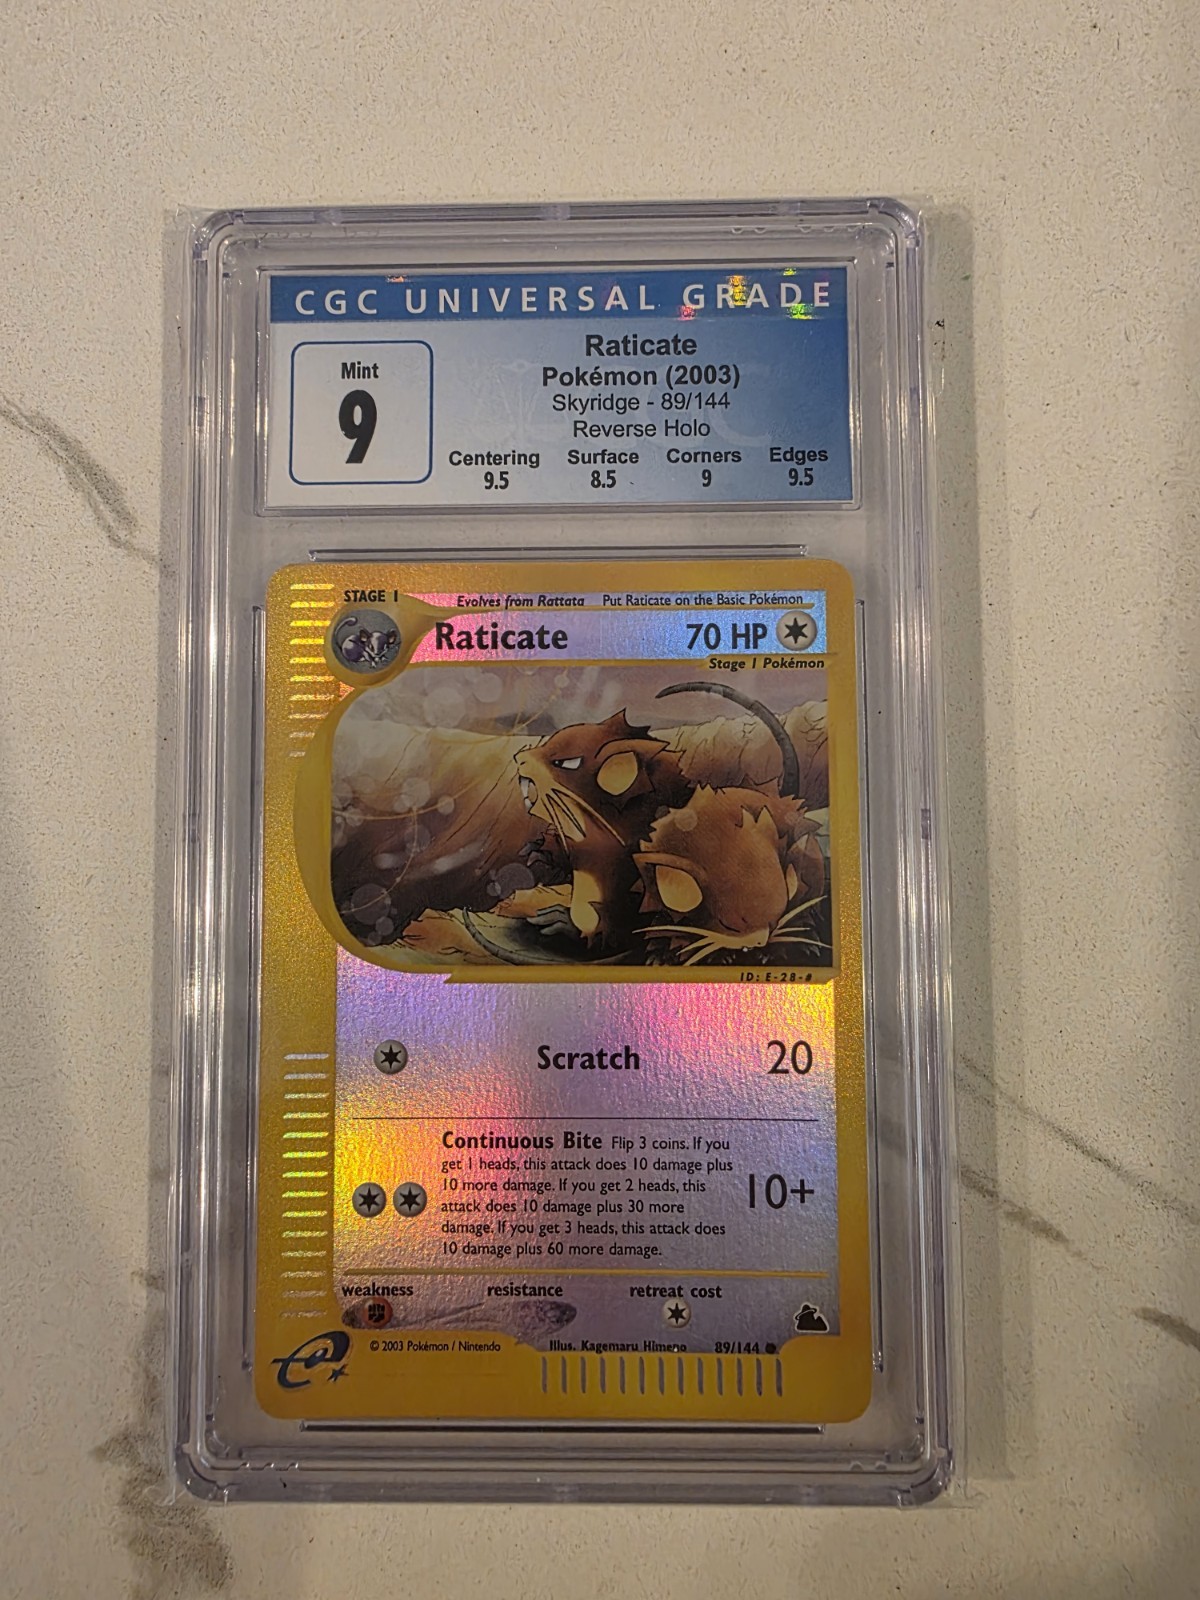 CGC UNIVERSAL GRADE
Mint
9
Raticate
Pokémon (2003)
Skyridge - 89/144
Reverse Holo
Centering Surface Corners Edges
9.5 8.5 9 9.5
STAGE 1 Evolves from Rattata Put Raticate on the Basic Pokémon
Raticate 70 HP
Stage 1 Pokémon
ID: E-28-#
Scratch 20
Continuous Bite Flip 3 coins. If you
get 1 heads, this attack does 10 damage plus
10 more damage. If you get 2 heads, this
attack does 10 damage plus 30 more
damage. If you get 3 heads, this attack does
10 damage plus 60 more damage.
10+
weakness resistance retreat cost
© 2003 Pokémon / Nintendo Illus. Kagemaru Himeno 89/144
e